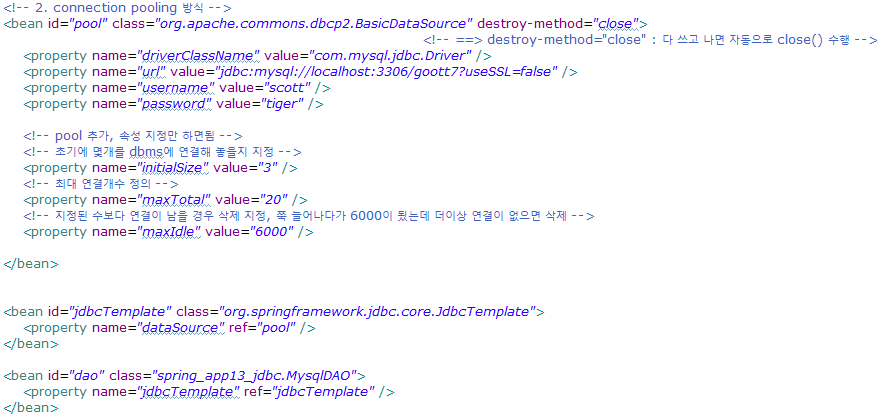 <!-- 2. connection pooling 방식 -->
<bean id="pool" class="org.apache.commons.dbcp2.BasicDataSource" destroy-method="close">
<!-- ==> destroy-method="close" : 다 쓰고 나면 자동으로 close() 수행 -->
<property name="driverClassName" value="com.mysql.jdbc.Driver" />
<property name="url" value="jdbc:mysql://localhost:3306/goott7?useSSL=false" />
<property name="username" value="scott" />
<property name="password" value="tiger" />
<!-- pool 추가, 속성 지정만 하면됨 -->
<!-- 초기에 몇개를 dbms에 연결해 놓을지 지정 -->
<property name="initialSize" value="3" />
<!-- 최대 연결개수 정의 -->
<property name="maxTotal" value="20" />
<!-- 지정된 수보다 연결이 남을 경우 삭제 지정, 쭉 늘어나다가 6000이 됬는데 더이상 연결이 없으면 삭제 -->
<property name="maxIdle" value="6000" />
</bean>
<bean id="jdbcTemplate" class="org.springframework.jdbc.core.JdbcTemplate">
<property name="dataSource" ref="pool" />
</bean>
<bean id="dao" class="spring_app13_jdbc.MysqlDAO">
<property name="jdbcTemplate" ref="jdbcTemplate" />
</bean>